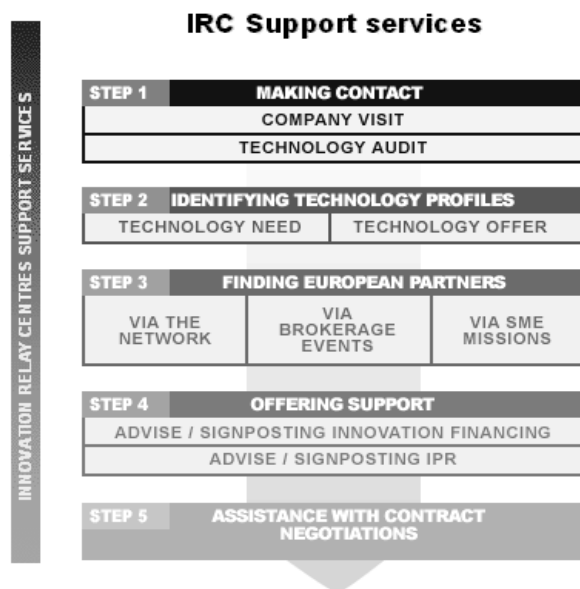 IRC Support services
INNOVATION RELAY CENTRES SUPPORT SERVICES
STEP 1 MAKING CONTACT
COMPANY VISIT
TECHNOLOGY AUDIT
STEP 2 IDENTIFYING TECHNOLOGY PROFILES
TECHNOLOGY NEED
TECHNOLOGY OFFER
STEP 3 FINDING EUROPEAN PARTNERS
VIA THE
NETWORK
VIA
BROKERAGE
EVENTS
VIA SME
MISSIONS
STEP 4 OFFERING SUPPORT
ADVISE / SIGNPOSTING INNOVATION FINANCING
ADVISE / SIGNPOSTING IPR
STEP 5 ASSISTANCE WITH CONTRACT
NEGOTIATIONS